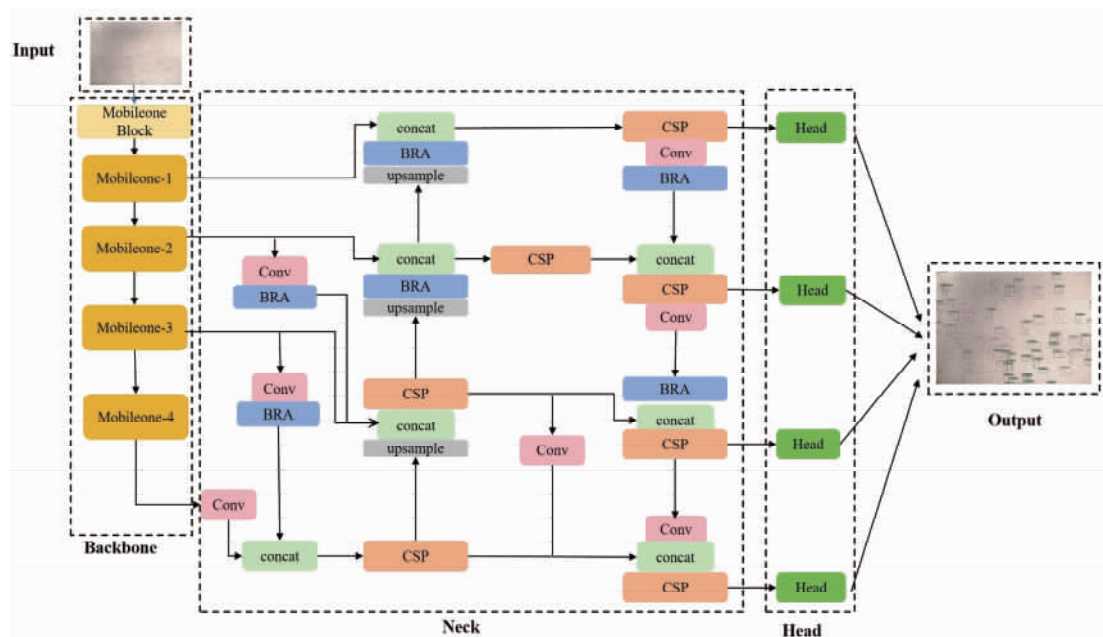 Input
Mobileone
Block
Mobileone-1
Mobileone-2
Mobileone-3
Mobileone-4
Backbone
concat
BRA
upsample
CSP
Conv
BRA
Head
Conv
BRA
concat
BRA
upsample
CSP
concat
CSP
Conv
Head
Conv
BRA
CSP
concat
upsample
Conv
BRA
concat
CSP
Head
Conv
concat
CSP
Conv
concat
CSP
Head
Neck
Head
Output